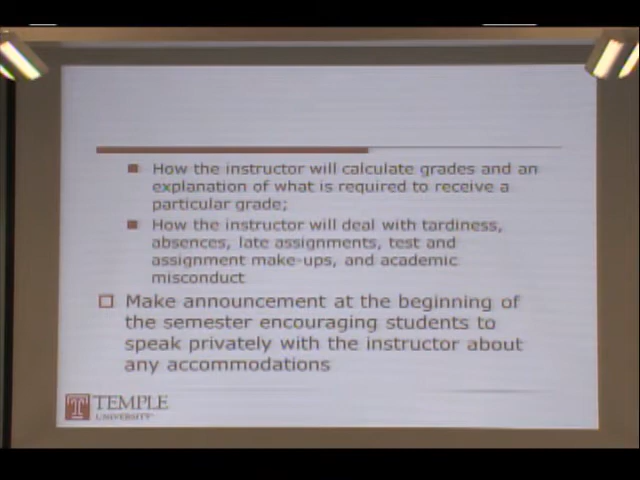 How the instructor will calculate grades and an
explanation of what is required to receive a
particular grade;
How the instructor will deal with tardiness,
absences, late assignments, test and
assignment make-ups, and academic
misconduct
Make announcement at the beginning of
the semester encouraging students to
speak privately with the instructor about
any accommodations
T TEMPLE
UNIVERSITY